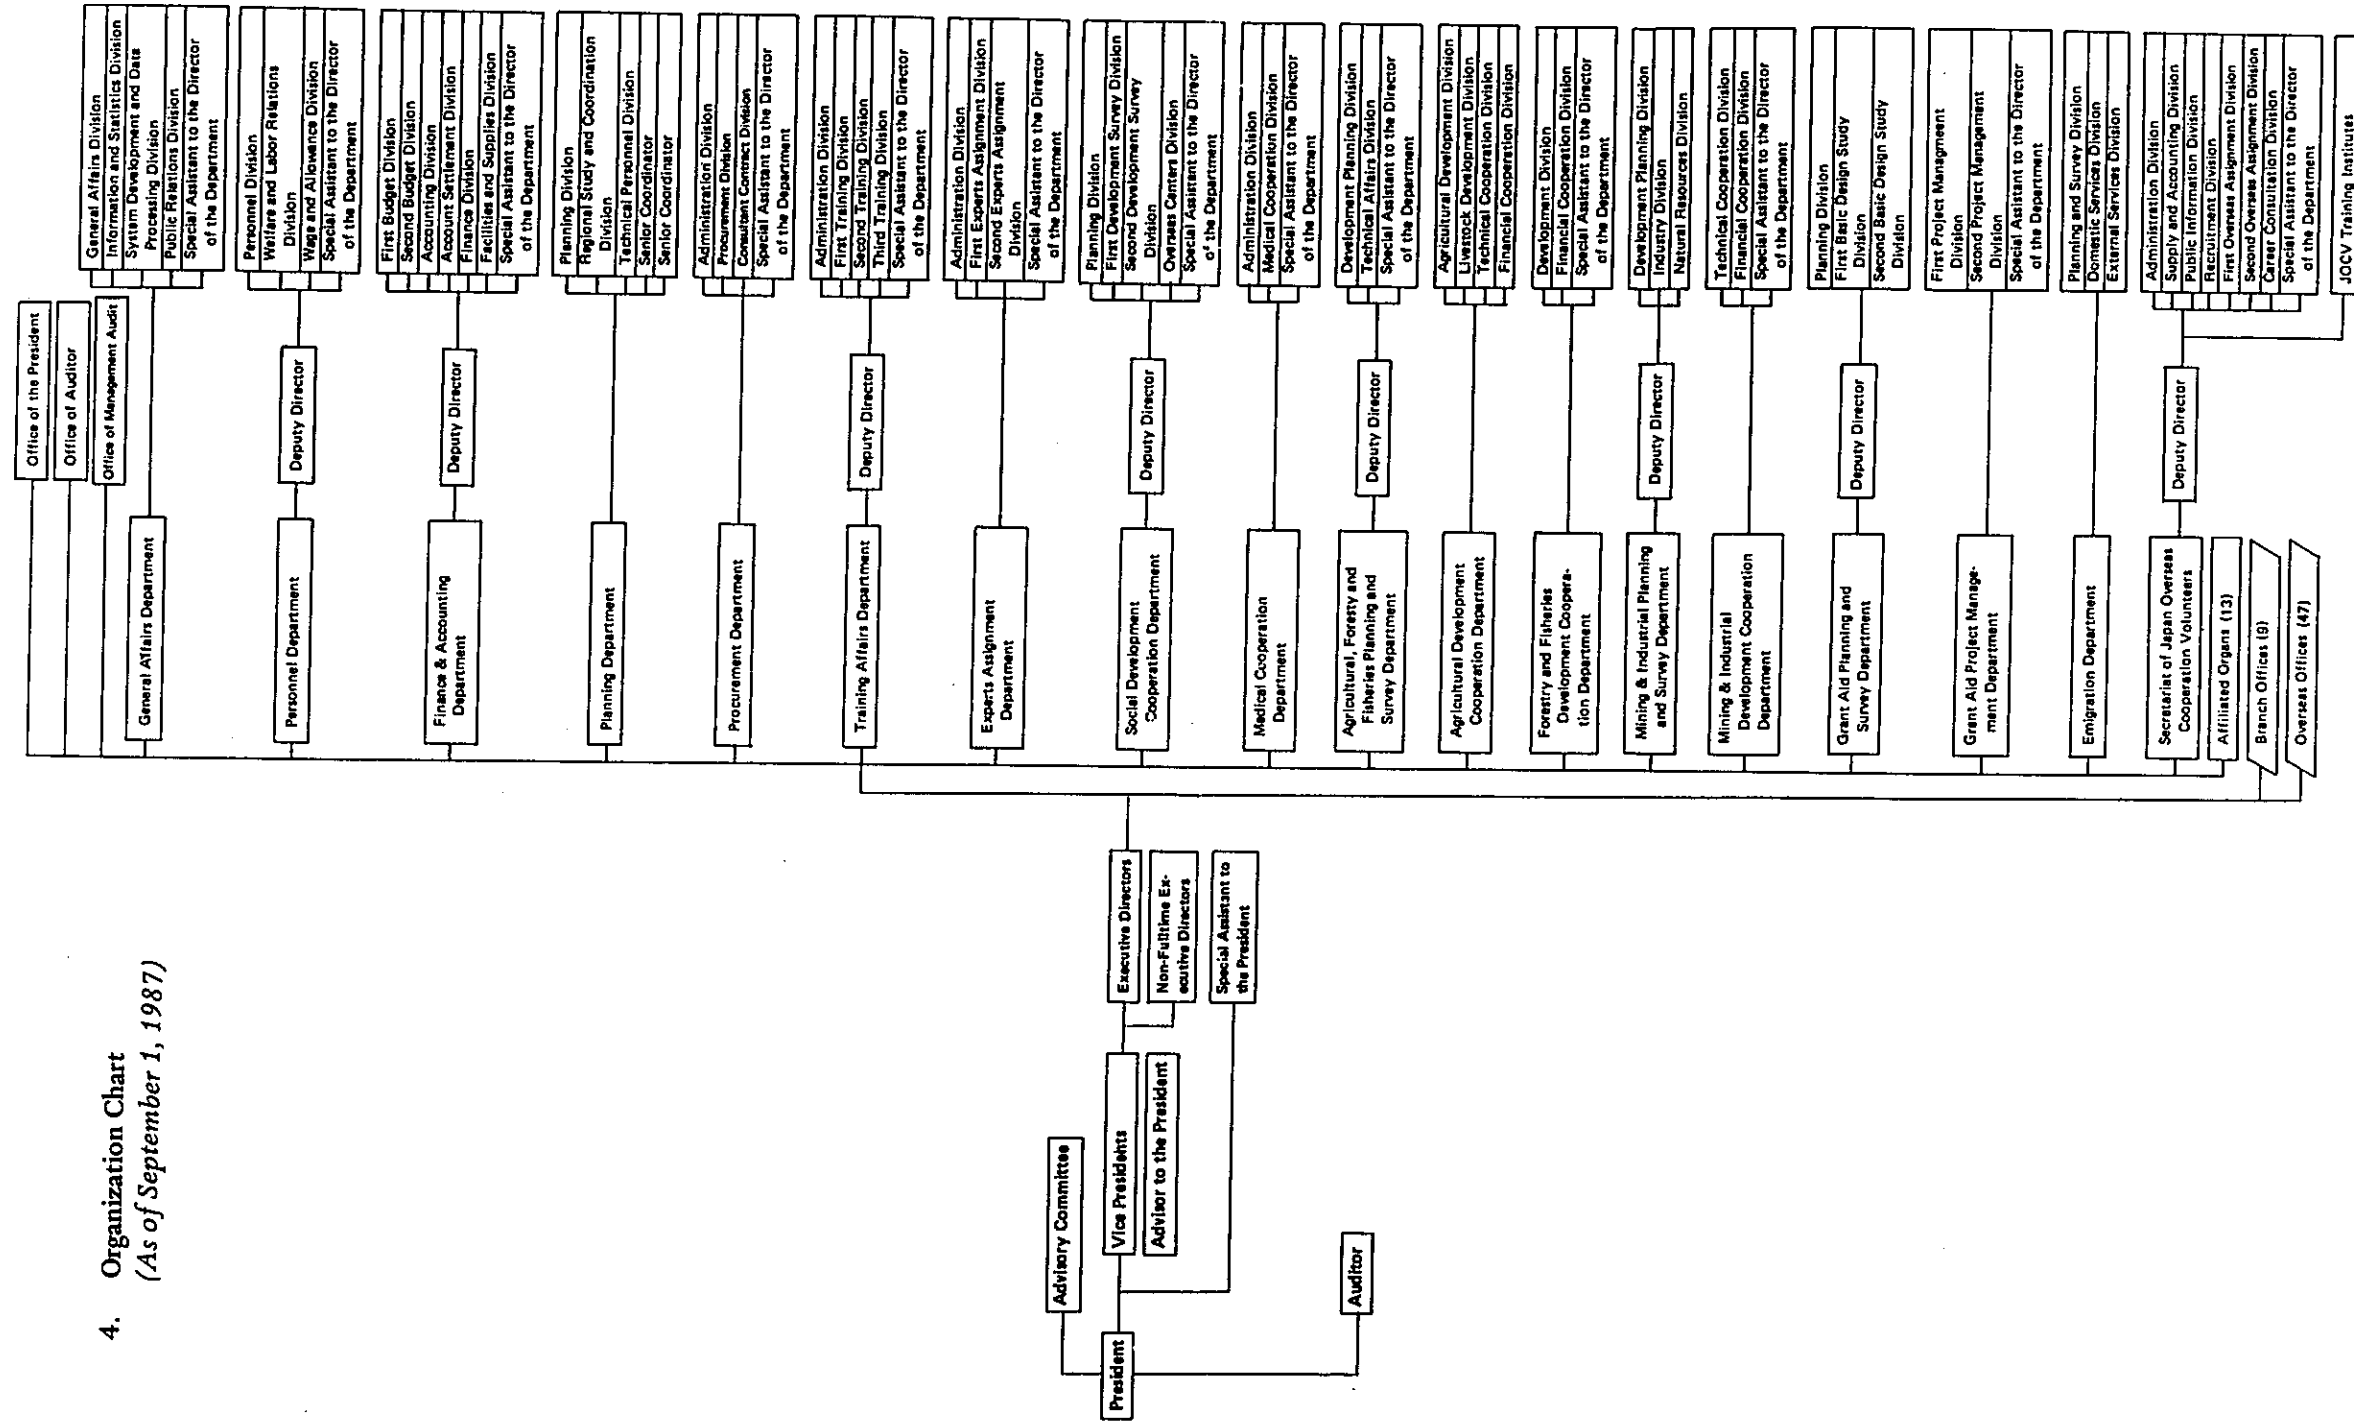 4. Organization Chart
(As of September 1, 1987)
President
Advisory Committee
Vice Presidents
Advisor to the President
Auditor
Executive Directors
Non-Fulltime Ex-
ecutive Directors
Special Assistant to
the President
Office of the President
Office of Auditor
Office of Management Audit
General Affairs Department
General Affairs Division
Information and Statistics Division
System Development and Data
Processing Division
Public Relations Division
Special Assistant to the Director
of the Department
Personnel Department
Deputy Director
Personnel Division
Welfare and Labor Relations
Division
Wage and Allowance Division
Special Assistant to the Director
of the Department
Finance & Accounting
Department
Deputy Director
First Budget Division
Second Budget Division
Accounting Division
Account Settlement Division
Finance Division
Facilities and Supplies Division
Special Assistant to the Director
of the Department
Planning Department
Planning Division
Regional Study and Coordination
Division
Technical Personnel Division
Senior Coordinator
Senior Coordinator
Procurement Department
Administration Division
Procurement Division
Consultant Contract Division
Special Assistant to the Director
of the Department
Training Affairs Department
Deputy Director
Administration Division
First Training Division
Second Training Division
Third Training Division
Special Assistant to the Director
of the Department
Experts Assignment
Department
Administration Division
First Experts Assignment Division
Second Experts Assignment
Division
Special Assistant to the Director
of the Department
Social Development
Cooperation Department
Deputy Director
Planning Division
First Development Survey Division
Second Development Survey
Division
Overseas Centers Division
Special Assistant to the Director
of the Department
Medical Cooperation
Department
Administration Division
Medical Cooperation Division
Special Assistant to the Director
of the Department
Agricultural, Foresty and
Fisheries Planning and
Survey Department
Deputy Director
Development Planning Division
Technical Affairs Division
Special Assistant to the Director
of the Department
Agricultural Development
Cooperation Department
Agricultural Development Division
Livestock Development Division
Technical Cooperation Division
Financial Cooperation Division
Forestry and Fisheries
Development Coopera-
tion Department
Development Division
Financial Cooperation Division
Special Assistant to the Director
of the Department
Mining & Industrial Planning
and Survey Department
Deputy Director
Development Planning Division
Industry Division
Natural Resources Division
Mining & Industrial
Development Cooperation
Department
Technical Cooperation Division
Financial Cooperation Division
Special Assistant to the Director
of the Department
Grant Aid Planning and
Survey Department
Deputy Director
Planning Division
First Basic Design Study
Division
Second Basic Design Study
Division
Grant Aid Project Manage-
ment Department
First Project Managmeent
Division
Second Project Management
Division
Special Assistant to the Director
of the Department
Emigration Department
Planning and Survey Division
Domestic Services Division
External Services Division
Secretariat of Japan Overseas
Cooperation Volunteers
Deputy Director
Administration Division
Supply and Accounting Division
Public Information Division
Recruitment Division
First Overseas Assignment Division
Second Overseas Assignment Division
Career Consultation Division
Special Assistant to the Director
of the Department
JOCV Training Institutes
Affiliated Organs (13)
Branch Offices (9)
Overseas Offices (47)